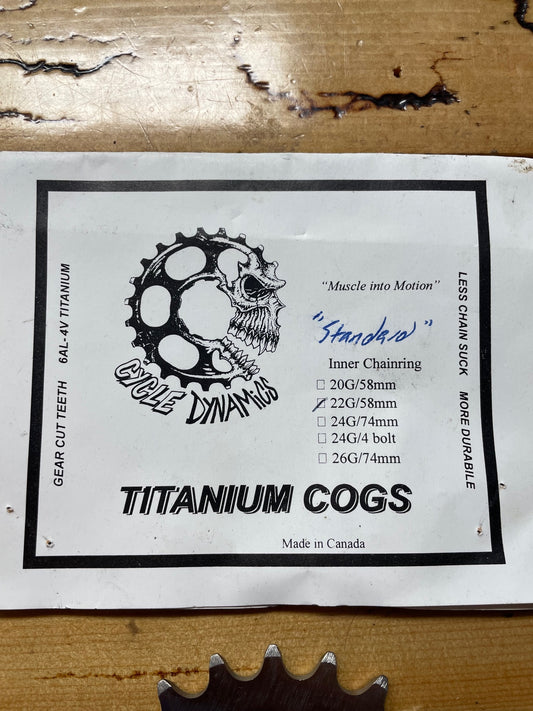 6AL-4V TITANIUM
GEAR CUT TEETH
CYCLE DYNAMICS
"Muscle into Motion"
"Standard"
Inner Chainring
20G/58mm
22G/58mm
24G/74mm
24G/4 bolt
26G/74mm
LESS CHAIN SUCK
MORE DURABILE
TITANIUM COGS
Made in Canada